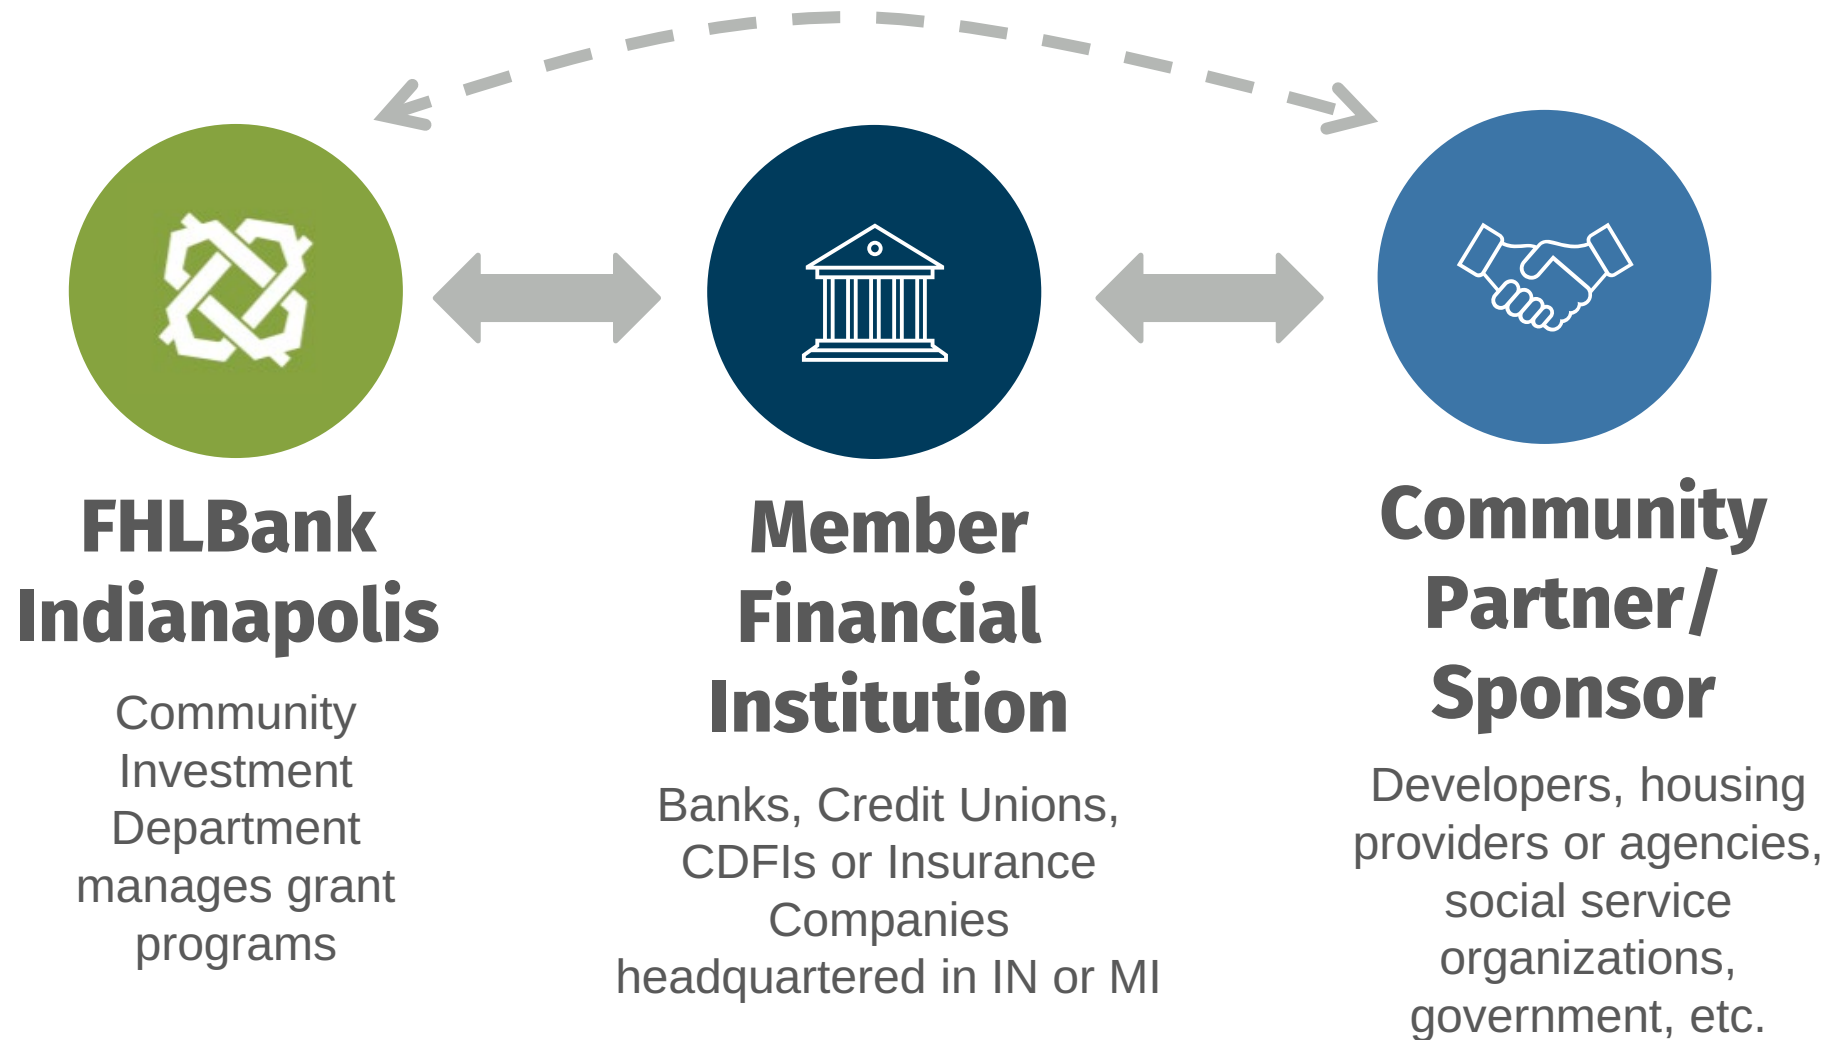 FHLBank
Indianapolis
Community
Investment
Department
manages grant
programs
Member
Financial
Institution
Banks, Credit Unions,
CDFIs or Insurance
Companies
headquartered in IN or MI
Community
Partner/
Sponsor
Developers, housing
providers or agencies,
social service
organizations,
government, etc.